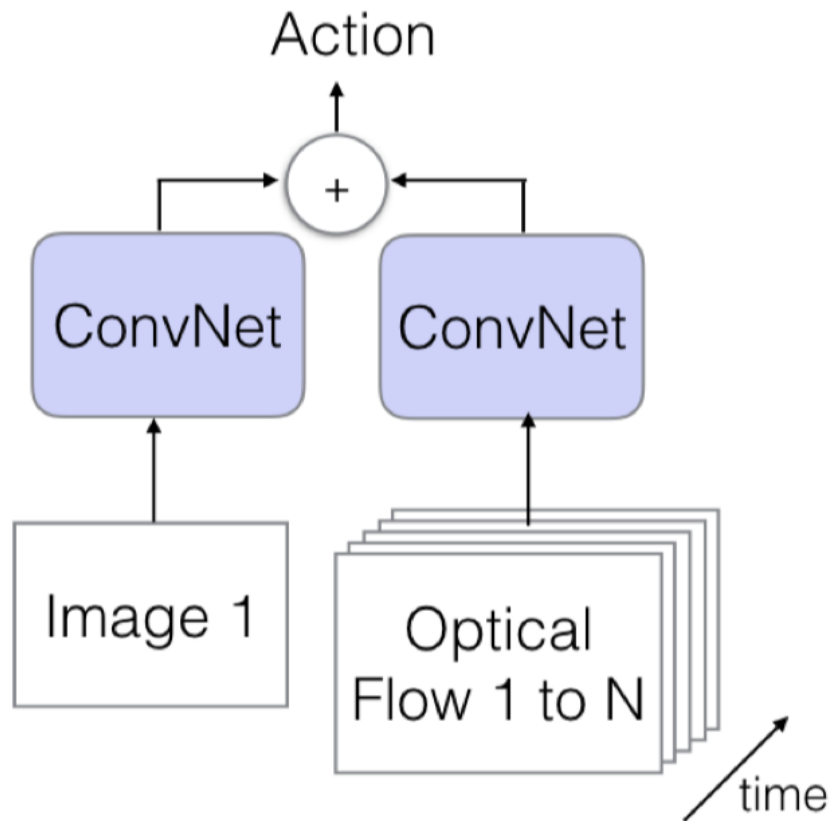 Action
+
ConvNet
ConvNet
Image 1
Optical
Flow 1 to N
time